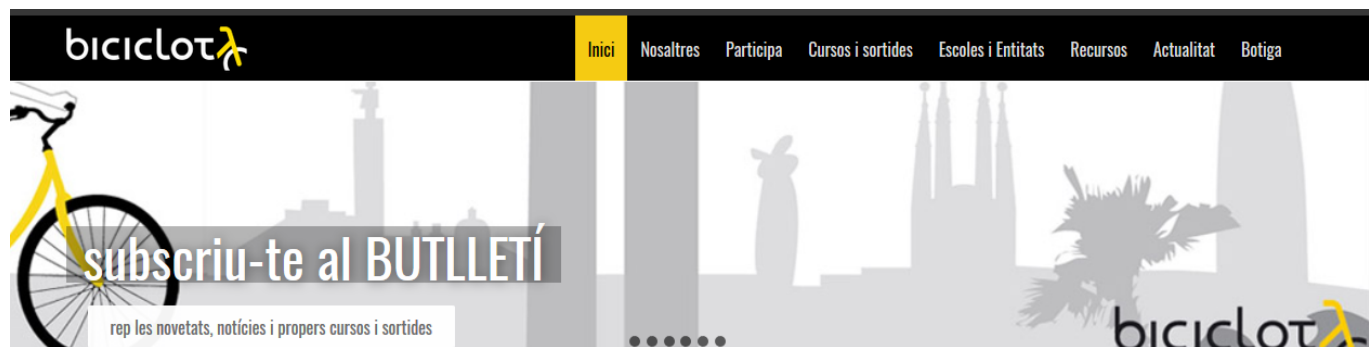 biciclot
Inici Nosaltres Participa Cursos i sortides Escoles i Entitats Recursos Actualitat Botiga
subscriu-te al BUTLLETÍ
rep les novetats, notícies i propers cursos i sortides
biciclot